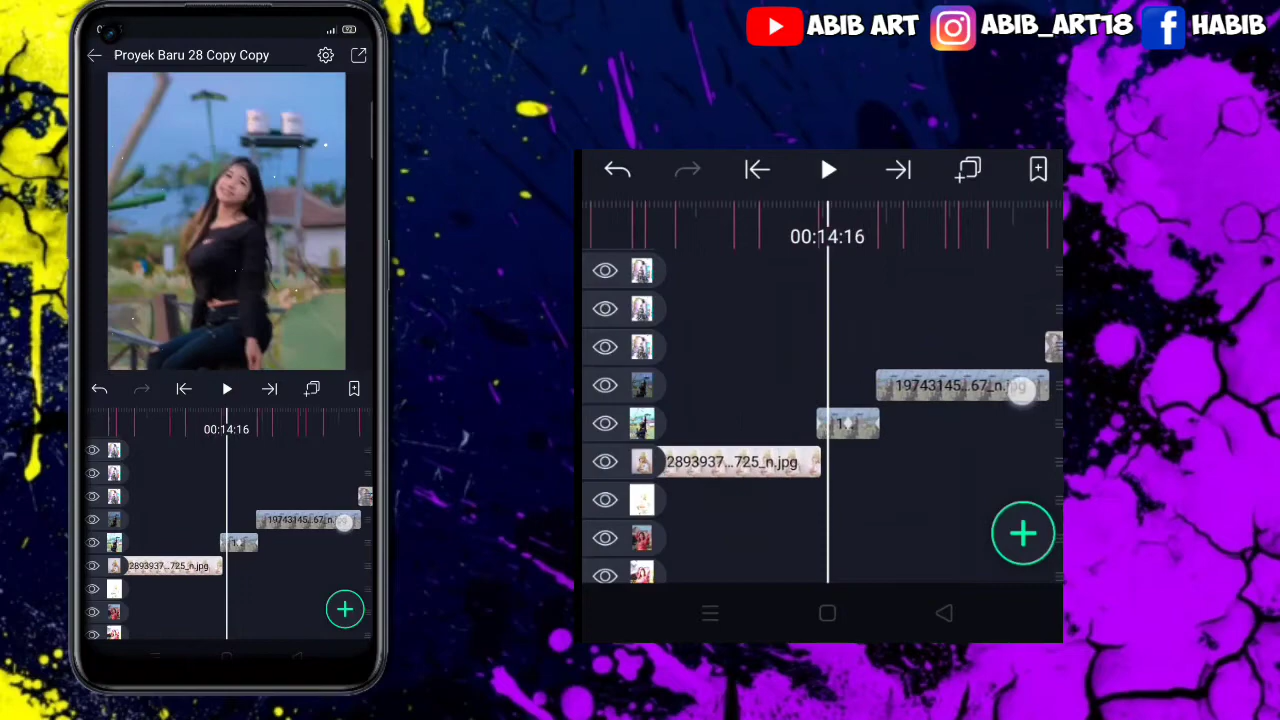 ABIB ART
ABIB_ART18
HABIB
Proyek Baru 28 Copy Copy
00:14:16
19743145...67_n.jpg
2893937...725_n.jpg
00:14:16
19743145...67_n.jpg
2893937...725_n.jpg